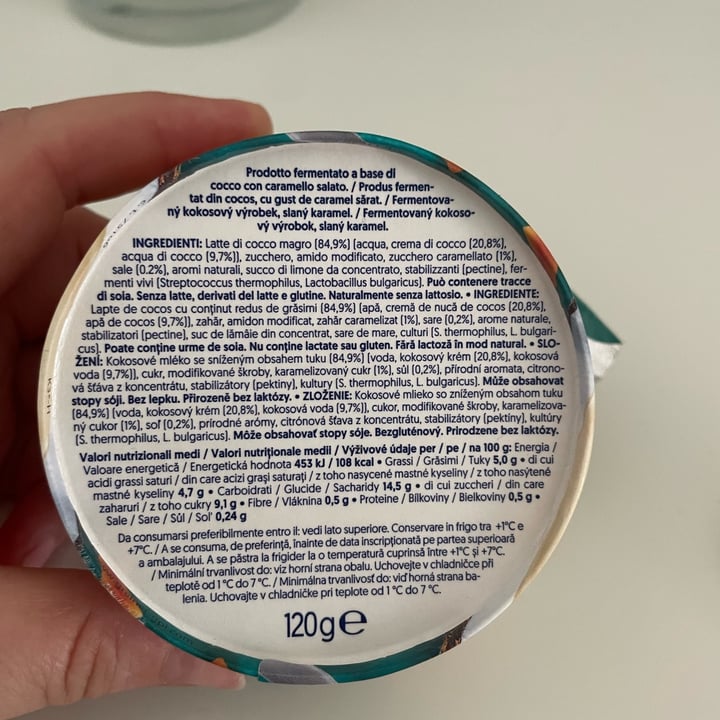 Prodotto fermentato a base di
cocco con caramello salato. / Produs fermen-
tat din cocos, cu gust de caramel sărat. / Fermentova-
ný kokosový výrobek, slaný karamel. / Fermentovaný kokoso-
vý výrobok, slaný karamel.
INGREDIENTI: Latte di cocco magro (84,9%) (acqua, crema di cocco (20,8%),
acqua di cocco (9,7%)), zucchero, amido modificato, zucchero caramellato (1%),
sale (0.2%), aromi naturali, succo di limone da concentrato, stabilizzanti (pectine), fer-
menti vivi (Streptococcus thermophilus, Lactobacillus bulgaricus). Può contenere tracce
di soia. Senza latte, derivati del latte e glutine. Naturalmente senza lattosio. • INGREDIENTE:
Lapte de cocos cu conținut redus de grăsimi (84,9%) (apă, cremă de nucă de cocos (20,8%),
apă de cocos (9,7%)), zahăr, amidon modificat, zahăr caramelizat (1%), sare (0,2%), arome naturale,
stabilizatori (pectine), suc de lămâie din concentrat, sare de mare, culturi (S. thermophilus, L. bulgari-
cus). Poate conține urme de soia. Nu conține lactate sau gluten. Fără lactoză în mod natural. • SLO-
ŽENÍ: Kokosové mléko se sníženým obsahem tuku (84,9%) (voda, kokosový krém (20,8%), kokosová
voda (9,7%)), cukr, modifikované škroby, karamelizovaný cukr (1%), sůl (0,2%), přírodní aromata, citrono-
vá šťáva z koncentrátu, stabilizátory (pektiny), kultury (S. thermophilus, L. bulgaricus). Může obsahovat
stopy sóji. Bez lepku. Přirozeně bez laktózy. • ZLOŽENIE: Kokosové mlieko so zníženým obsahom tuku
(84,9%) (voda, kokosový krém (20,8%), kokosová voda (9,7%)), cukor, modifikované škroby, karamelizova-
ný cukor (1%), soľ (0,2%), prírodné arómy, citrónová šťava z koncentrátu, stabilizátory (pektíny), kultúry
(S. thermophilus, L. bulgaricus). Môže obsahovať stopy sóje. Bezgluténový. Prirodzene bez laktózy.
Valori nutrizionali medi / Valori nutriționale medii / Výživové údaje per / pe / na 100 g: Energia /
Valoare energetică / Energetická hodnota 453 kJ / 108 kcal • Grassi / Grăsimi / Tuky 5,0 g • di cui
acidi grassi saturi / din care acizi grași saturați / z toho nasycené mastné kyseliny / z toho nasýtené
mastné kyseliny 4,7 g • Carboidrati / Glucide / Sacharidy 14,5 g • di cui zuccheri / din care
zaharuri / z toho cukry 9,1 g • Fibre / Vláknina 0,5 g • Proteine / Bílkoviny / Bielkoviny 0,5 g •
Sale / Sare / Sůl / Soľ 0,24 g
Da consumarsi preferibilmente entro il: vedi lato superiore. Conservare in frigo tra +1°C e
+7°C. / A se consuma, de preferință, înainte de data inscripționată pe partea superioară
a ambalajului. A se păstra la frigider la o temperatură cuprinsă între +1°C și +7°C.
/ Minimální trvanlivost do: viz horní strana obalu. Uchovejte v chladničce při
teplotě od 1 °C do 7 °C. / Minimálna trvanlivosť do: viď horná strana ba-
lenia. Uchovajte v chladničke pri teplote od 1 °C do 7 °C.
120g e